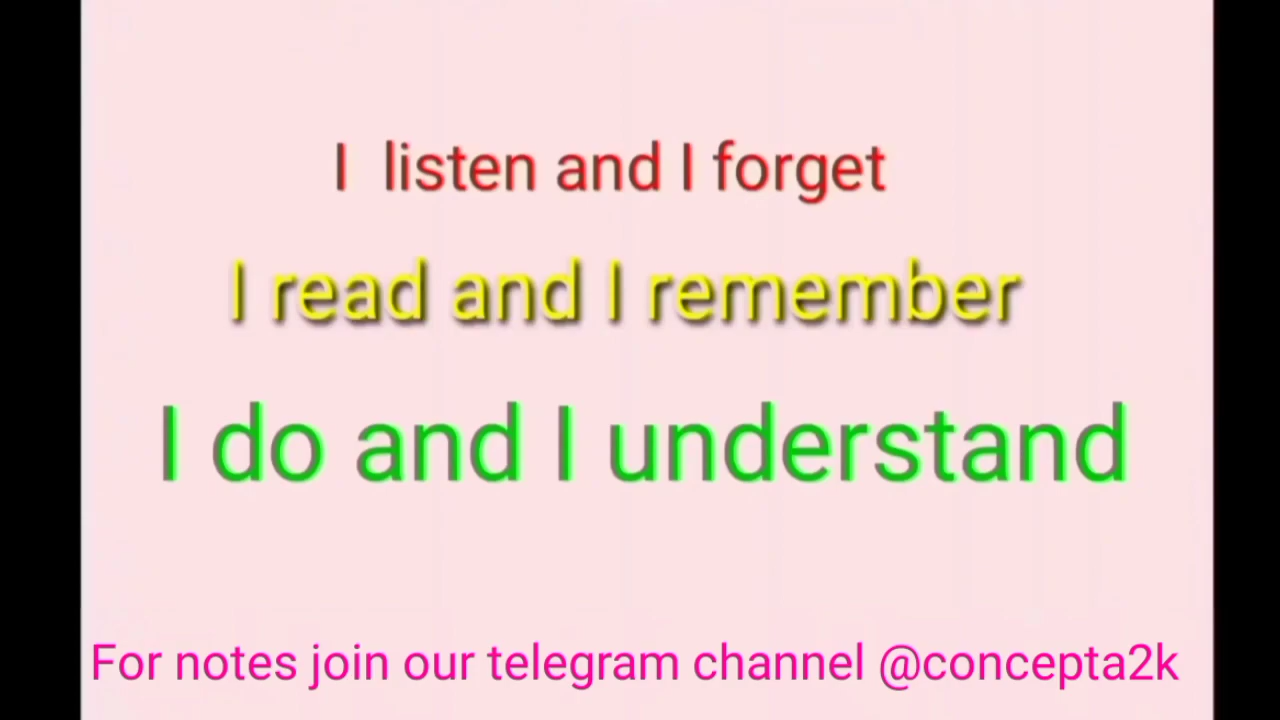 I listen and I forget
I read and I remember
I do and I understand
For notes join our telegram channel @concepta2k